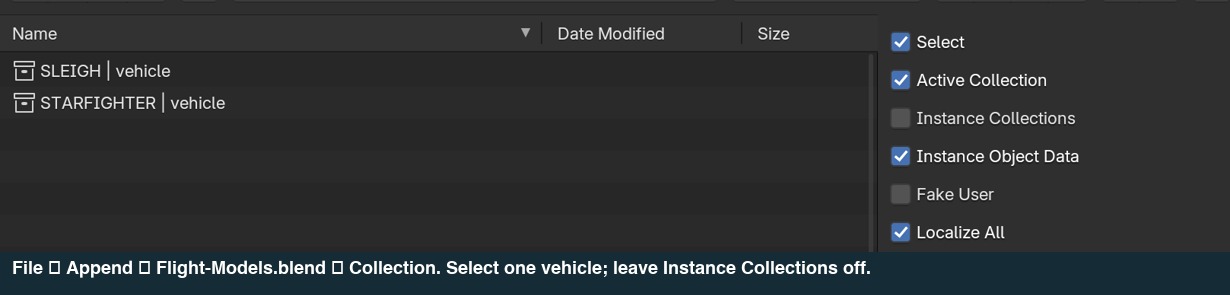 Name ▼ Date Modified Size
SLEIGH | vehicle
STARFIGHTER | vehicle
Select
Active Collection
Instance Collections
Instance Object Data
Fake User
Localize All
File □ Append □ Flight-Models.blend □ Collection. Select one vehicle; leave Instance Collections off.